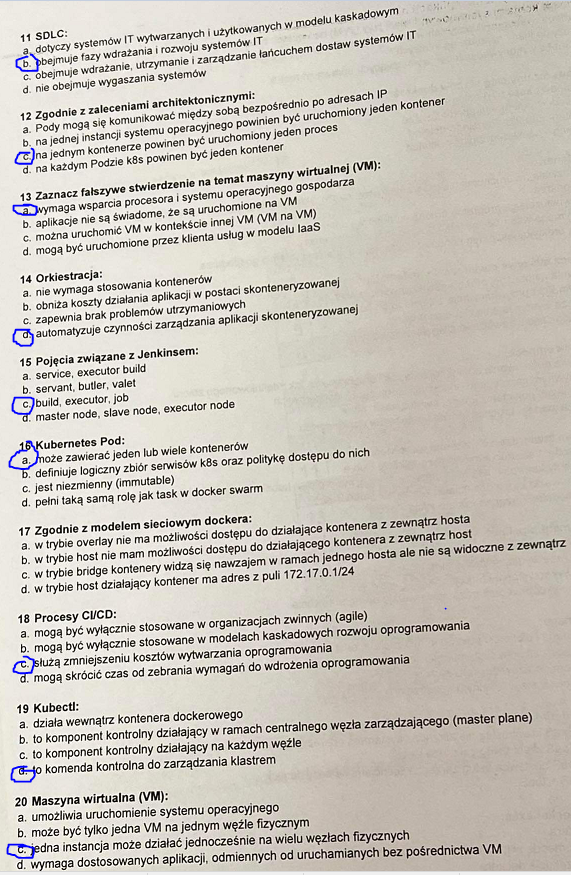 11 SDLC:
a. dotyczy systemów IT wytwarzanych i użytkowanych w modelu kaskadowym
b. obejmuje fazy wdrażania i rozwoju systemów IT
c. obejmuje wdrażanie, utrzymanie i zarządzanie łańcuchem dostaw systemów IT
d. nie obejmuje wygaszania systemów
12 Zgodnie z zaleceniami architektonicznymi:
a. Pody mogą się komunikować między sobą bezpośrednio po adresach IP
b. na jednej instancji systemu operacyjnego powinien być uruchomiony jeden kontener
c. na jednym kontenerze powinen być uruchomiony jeden proces
d. na każdym Podzie k8s powinen być jeden kontener
13 Zaznacz fałszywe stwierdzenie na temat maszyny wirtualnej (VM):
a. wymaga wsparcia procesora i systemu operacyjnego gospodarza
b. aplikacje nie są świadome, że są uruchomione na VM
c. można uruchomić VM w kontekście innej VM (VM na VM)
d. mogą być uruchomione przez klienta usług w modelu IaaS
14 Orkiestracja:
a. nie wymaga stosowania kontenerów
b. obniża koszty działania aplikacji w postaci skonteneryzowanej
c. zapewnia brak problemów utrzymaniowych
d. automatyzuje czynności zarządzania aplikacji skonteneryzowanej
15 Pojęcia związane z Jenkinsem:
a. service, executor build
b. servant, butler, valet
c. build, executor, job
d. master node, slave node, executor node
16 Kubernetes Pod:
a. może zawierać jeden lub wiele kontenerów
b. definiuje logiczny zbiór serwisów k8s oraz politykę dostępu do nich
c. jest niezmienny (immutable)
d. pełni taką samą rolę jak task w docker swarm
17 Zgodnie z modelem sieciowym dockera:
a. w trybie overlay nie ma możliwości dostępu do działające kontenera z zewnątrz hosta
b. w trybie host nie mam możliwości dostępu do działającego kontenera z zewnątrz host
c. w trybie bridge kontenery widzą się nawzajem w ramach jednego hosta ale nie są widoczne z zewnątrz
d. w trybie host działający kontener ma adres z puli 172.17.0.1/24
18 Procesy CI/CD:
a. mogą być wyłącznie stosowane w organizacjach zwinnych (agile)
b. mogą być wyłącznie stosowane w modelach kaskadowych rozwoju oprogramowania
c. służą zmniejszeniu kosztów wytwarzania oprogramowania
d. mogą skrócić czas od zebrania wymagań do wdrożenia oprogramowania
19 Kubectl:
a. działa wewnątrz kontenera dockerowego
b. to komponent kontrolny działający w ramach centralnego węzła zarządzającego (master plane)
c. to komponent kontrolny działający na każdym węźle
d. to komenda kontrolna do zarządzania klastrem
20 Maszyna wirtualna (VM):
a. umożliwia uruchomienie systemu operacyjnego
b. może być tylko jedna VM na jednym węźle fizycznym
c. jedna instancja może działać jednocześnie na wielu węzłach fizycznych
d. wymaga dostosowanych aplikacji, odmiennych od uruchamianych bez pośrednictwa VM